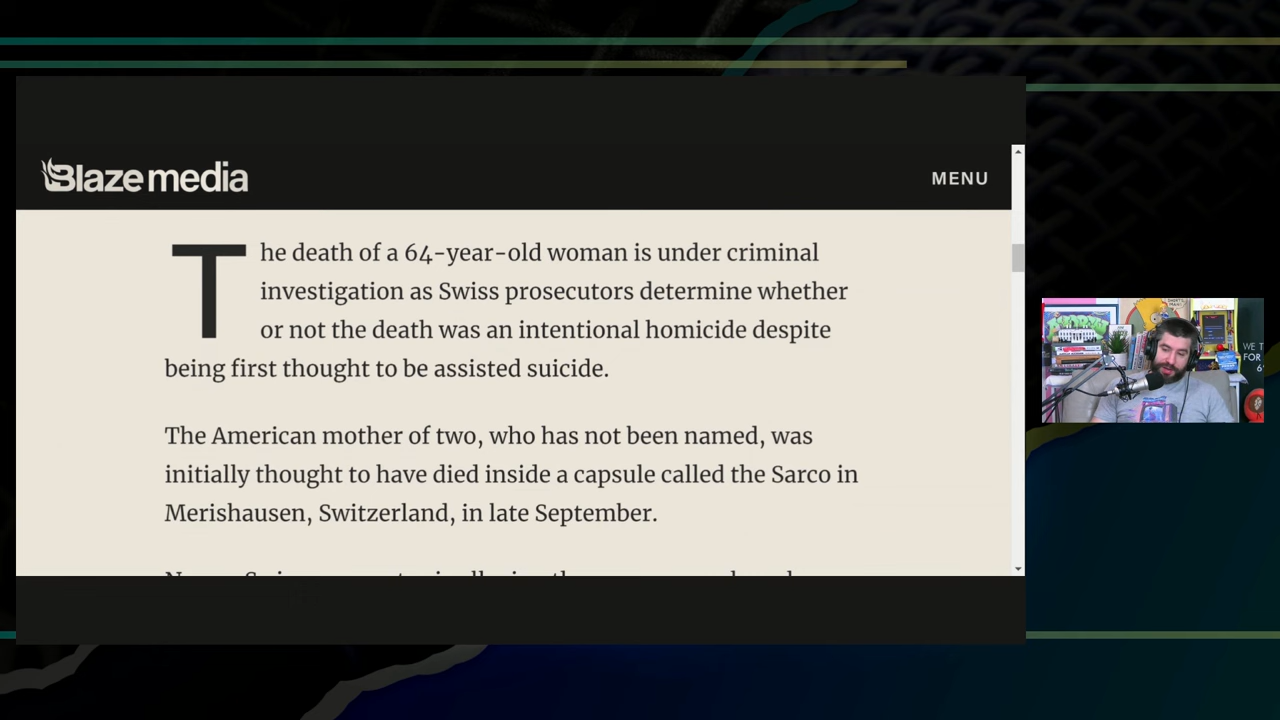 Blaze media
MENU
The death of a 64-year-old woman is under criminal
investigation as Swiss prosecutors determine whether
or not the death was an intentional homicide despite
being first thought to be assisted suicide.
The American mother of two, who has not been named, was
initially thought to have died inside a capsule called the Sarco in
Merishausen, Switzerland, in late September.
WE T
FOR
6